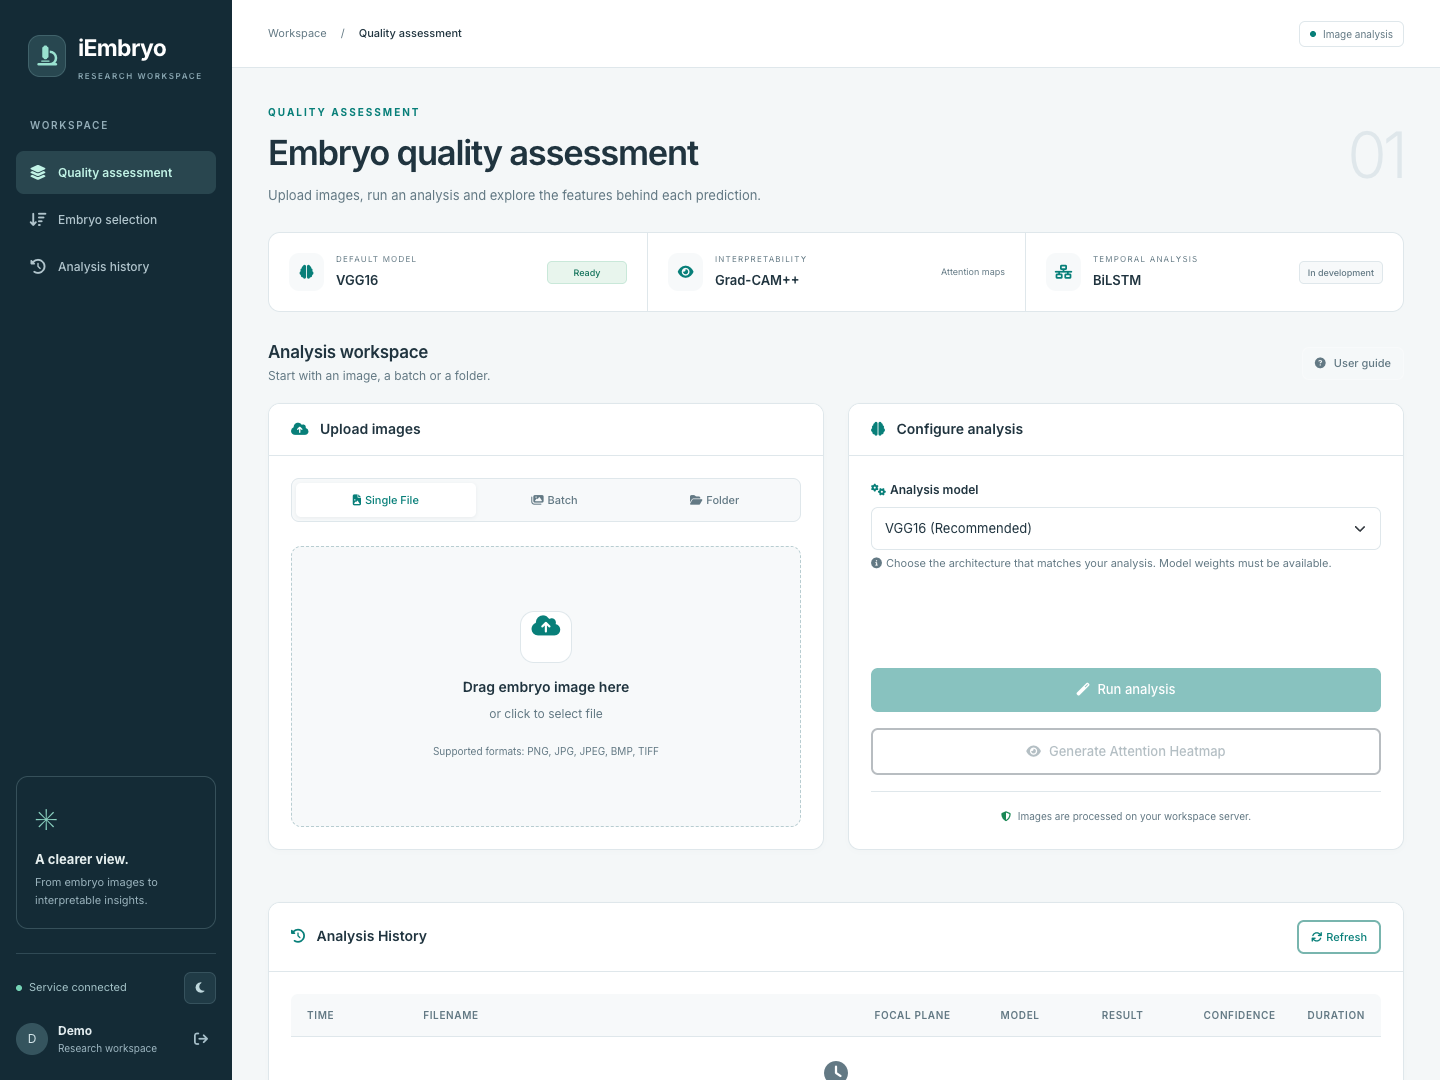 iEmbryo
RESEARCH WORKSPACE
WORKSPACE
Quality assessment
Embryo selection
Analysis history
A clearer view.
From embryo images to
interpretable insights.
Service connected
D
Demo
Research workspace
Workspace / Quality assessment
Image analysis
QUALITY ASSESSMENT
Embryo quality assessment
01
Upload images, run an analysis and explore the features behind each prediction.
DEFAULT MODEL
VGG16
Ready
INTERPRETABILITY
Grad-CAM++
Attention maps
TEMPORAL ANALYSIS
BiLSTM
In development
Analysis workspace
Start with an image, a batch or a folder.
User guide
Upload images
Single File
Batch
Folder
Drag embryo image here
or click to select file
Supported formats: PNG, JPG, JPEG, BMP, TIFF
Configure analysis
Analysis model
VGG16 (Recommended)
Choose the architecture that matches your analysis. Model weights must be available.
Run analysis
Generate Attention Heatmap
Images are processed on your workspace server.
Analysis History
Refresh
TIME FILENAME FOCAL PLANE MODEL RESULT CONFIDENCE DURATION